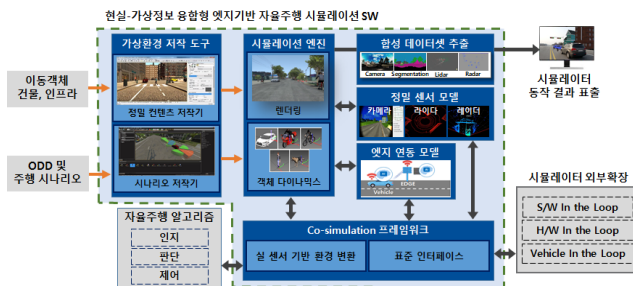 현실-가상정보 융합형 엣지기반 자율주행 시뮬레이션 SW
이동객체
건물, 인프라
ODD 및
주행 시나리오
가상환경 저작 도구
정밀 컨텐츠 저작기
시나리오 저작기
시뮬레이션 엔진
렌더링
객체 다이나믹스
합성 데이터셋 추출
Camera Segmentation Lidar Radar
정밀 센서 모델
카메라 라이다 레이더
엣지 연동 모델
EDGE
Vehicle
시뮬레이터
동작 결과 표출
자율주행 알고리즘
인지
판단
제어
Co-simulation 프레임워크
실 센서 기반 환경 변환
표준 인터페이스
시뮬레이터 외부확장
S/W In the Loop
H/W In the Loop
Vehicle In the Loop